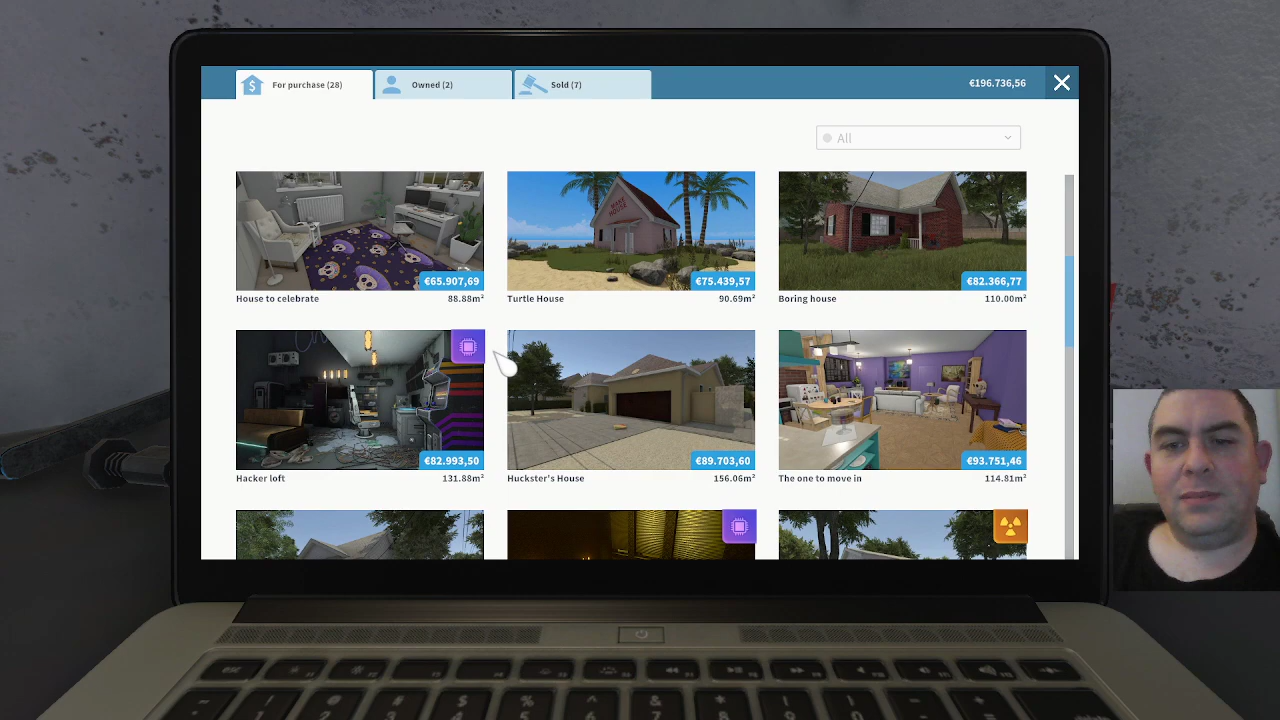 For purchase (28)
Owned (2)
Sold (7)
€196.736,56
All
€65.907,69
€75.439,57
€82.366,77
House to celebrate
88.88m²
Turtle House
90.69m²
Boring house
110.00m²
€82.993,50
€89.703,60
€93.751,46
Hacker loft
131.88m²
Huckster's House
156.06m²
The one to move in
114.81m²
esc